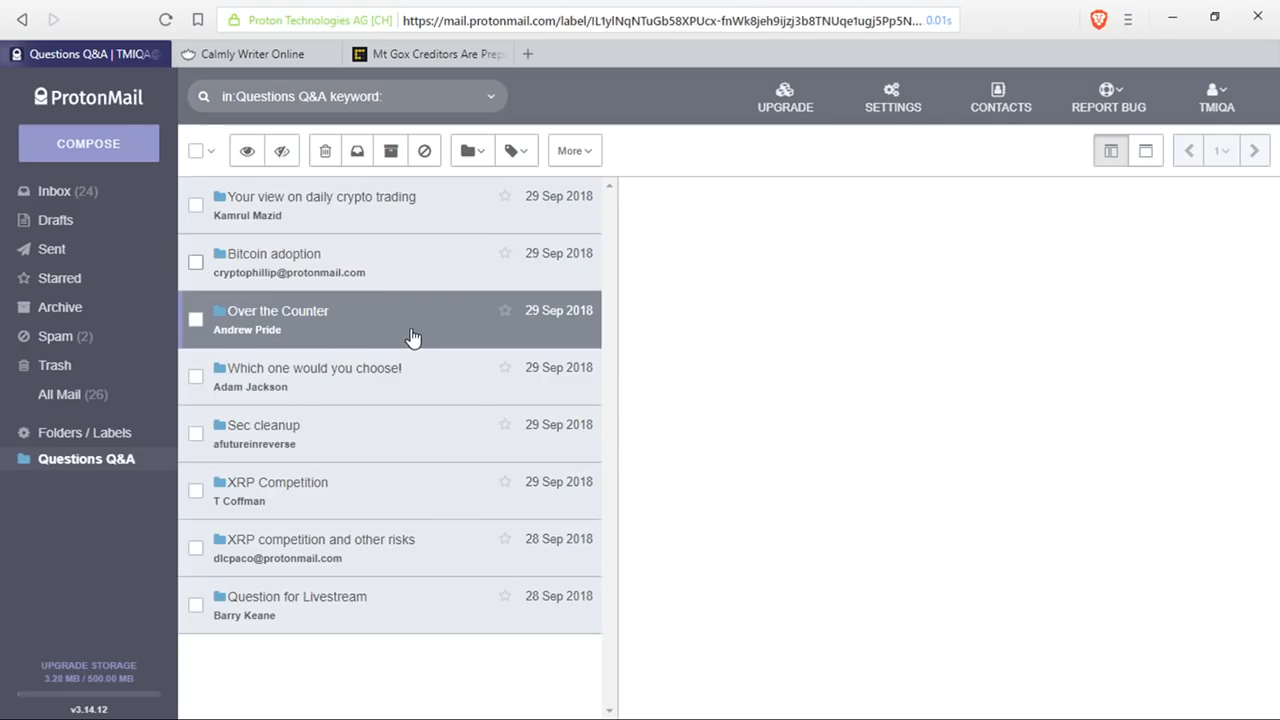 Proton Technologies AG [CH]
https://mail.protonmail.com/label/IL1ylNqNTuGb58XPUcx-fnWk8jeh9ijzj3b8TNUqe1ugj5Pp5N...
0.01s
Questions Q&A | TMIQA@
Calmly Writer Online
Mt Gox Creditors Are Prep
ProtonMail
in:Questions Q&A keyword:
UPGRADE
SETTINGS
CONTACTS
REPORT BUG
TMIQA
COMPOSE
More
1
Inbox (24)
Drafts
Sent
Starred
Archive
Spam (2)
Trash
All Mail (26)
Folders / Labels
Questions Q&A
UPGRADE STORAGE
3.28 MB / 500.00 MB
v3.14.12
Your view on daily crypto trading 29 Sep 2018
Kamrul Mazid
Bitcoin adoption 29 Sep 2018
cryptophillip@protonmail.com
Over the Counter 29 Sep 2018
Andrew Pride
Which one would you choose! 29 Sep 2018
Adam Jackson
Sec cleanup 29 Sep 2018
afutureinreverse
XRP Competition 29 Sep 2018
T Coffman
XRP competition and other risks 28 Sep 2018
dlcpaco@protonmail.com
Question for Livestream 28 Sep 2018
Barry Keane